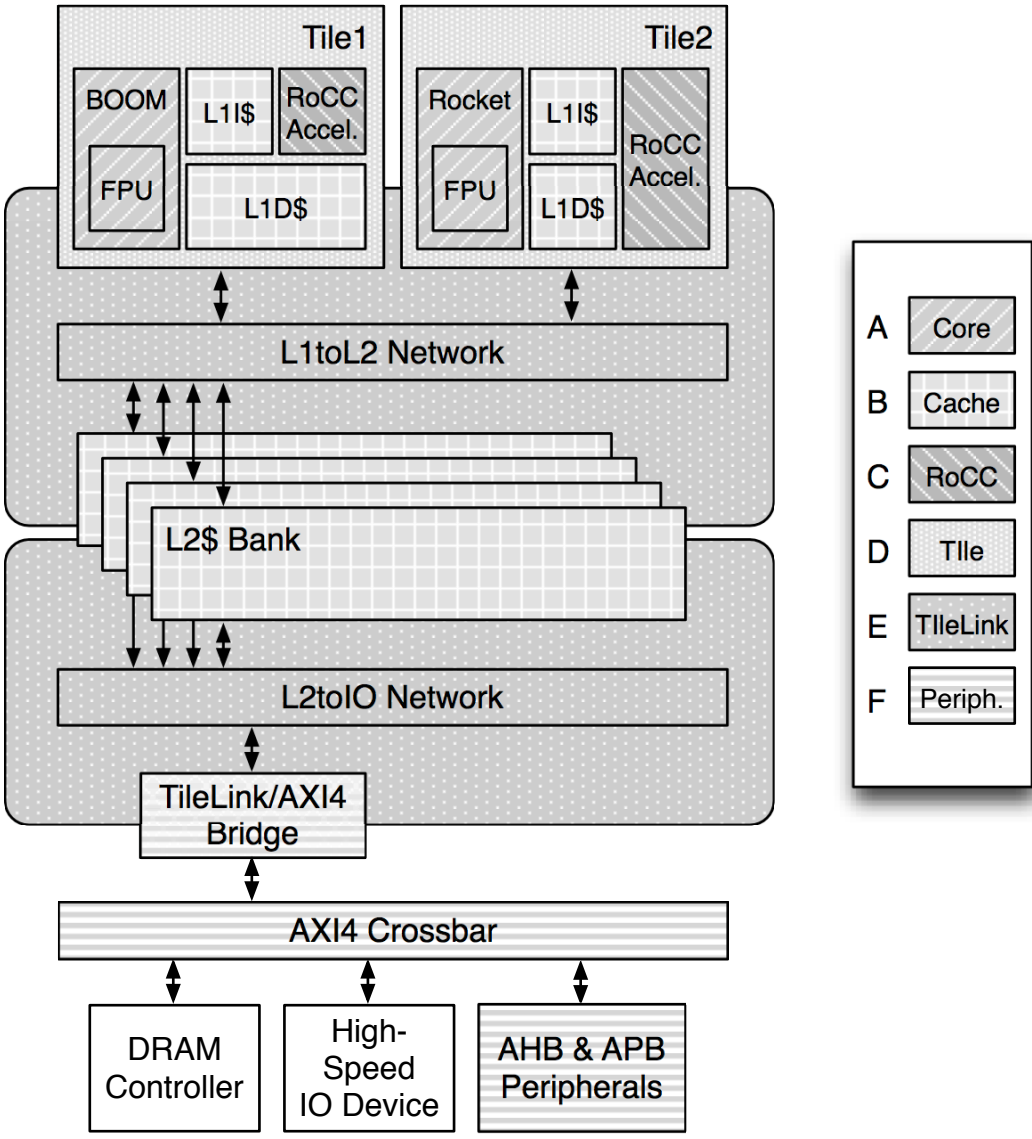 Tile1
BOOM
FPU
L1I$
RoCC
Accel.
L1D$
Tile2
Rocket
FPU
L1I$
L1D$
RoCC
Accel.
L1toL2 Network
L2$ Bank
L2toIO Network
TileLink/AXI4
Bridge
AXI4 Crossbar
DRAM
Controller
High-
Speed
IO Device
AHB & APB
Peripherals
A Core
B Cache
C RoCC
D TIle
E TIleLink
F Periph.